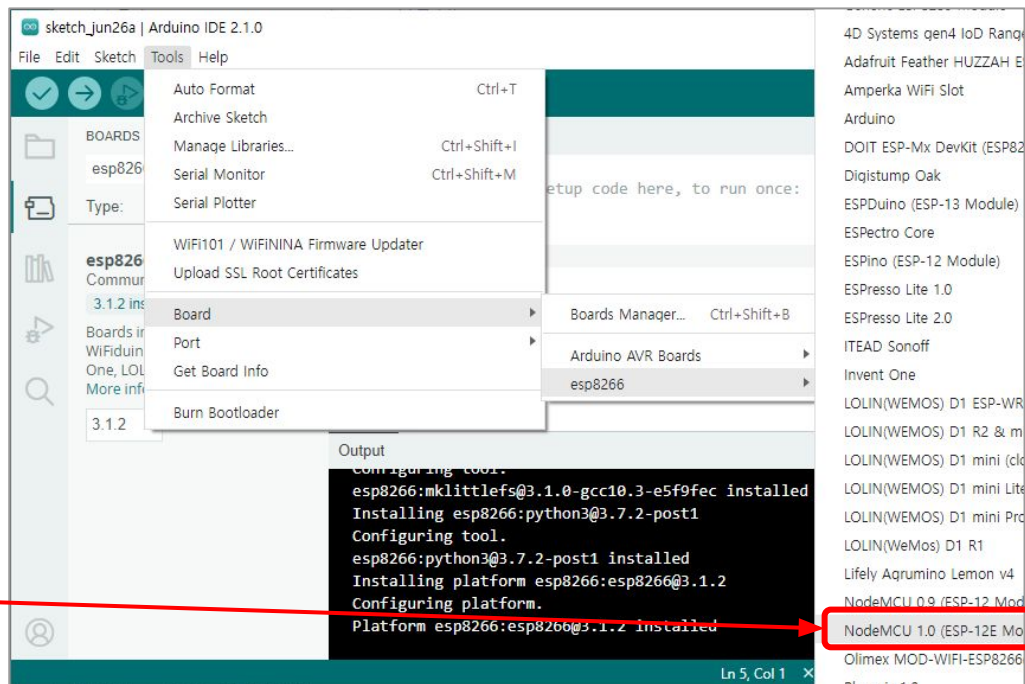 sketch_jun26a | Arduino IDE 2.1.0
File Edit Sketch Tools Help
BOARDS
esp826
Type:
esp826
Commur
3.1.2 ins
Boards in
WiFiduin
One, LOL
More info
3.1.2
Auto Format Ctrl+T
Archive Sketch
Manage Libraries... Ctrl+Shift+I
Serial Monitor Ctrl+Shift+M
Serial Plotter
WiFi101 / WiFiNINA Firmware Updater
Upload SSL Root Certificates
Board
Port
Get Board Info
Burn Bootloader
etup code here, to run once:
Boards Manager... Ctrl+Shift+B
Arduino AVR Boards
esp8266
Output
Configuring tool.
esp8266:mklittlefs@3.1.0-gcc10.3-e5f9fec installed
Installing esp8266:python3@3.7.2-post1
Configuring tool.
esp8266:python3@3.7.2-post1 installed
Installing platform esp8266:esp8266@3.1.2
Configuring platform.
Platform esp8266:esp8266@3.1.2 installed
Ln 5, Col 1
4D Systems gen4 IoD Range
Adafruit Feather HUZZAH E
Amperka WiFi Slot
Arduino
DOIT ESP-Mx DevKit (ESP82
Digistump Oak
ESPDuino (ESP-13 Module)
ESPectro Core
ESPino (ESP-12 Module)
ESPresso Lite 1.0
ESPresso Lite 2.0
ITEAD Sonoff
Invent One
LOLIN(WEMOS) D1 ESP-WR
LOLIN(WEMOS) D1 R2 & m
LOLIN(WEMOS) D1 mini (clo
LOLIN(WEMOS) D1 mini Lite
LOLIN(WEMOS) D1 mini Pro
LOLIN(WeMos) D1 R1
Lifely Agrumino Lemon v4
NodeMCU 0.9 (ESP-12 Mod
NodeMCU 1.0 (ESP-12E Mo
Olimex MOD-WIFI-ESP8266